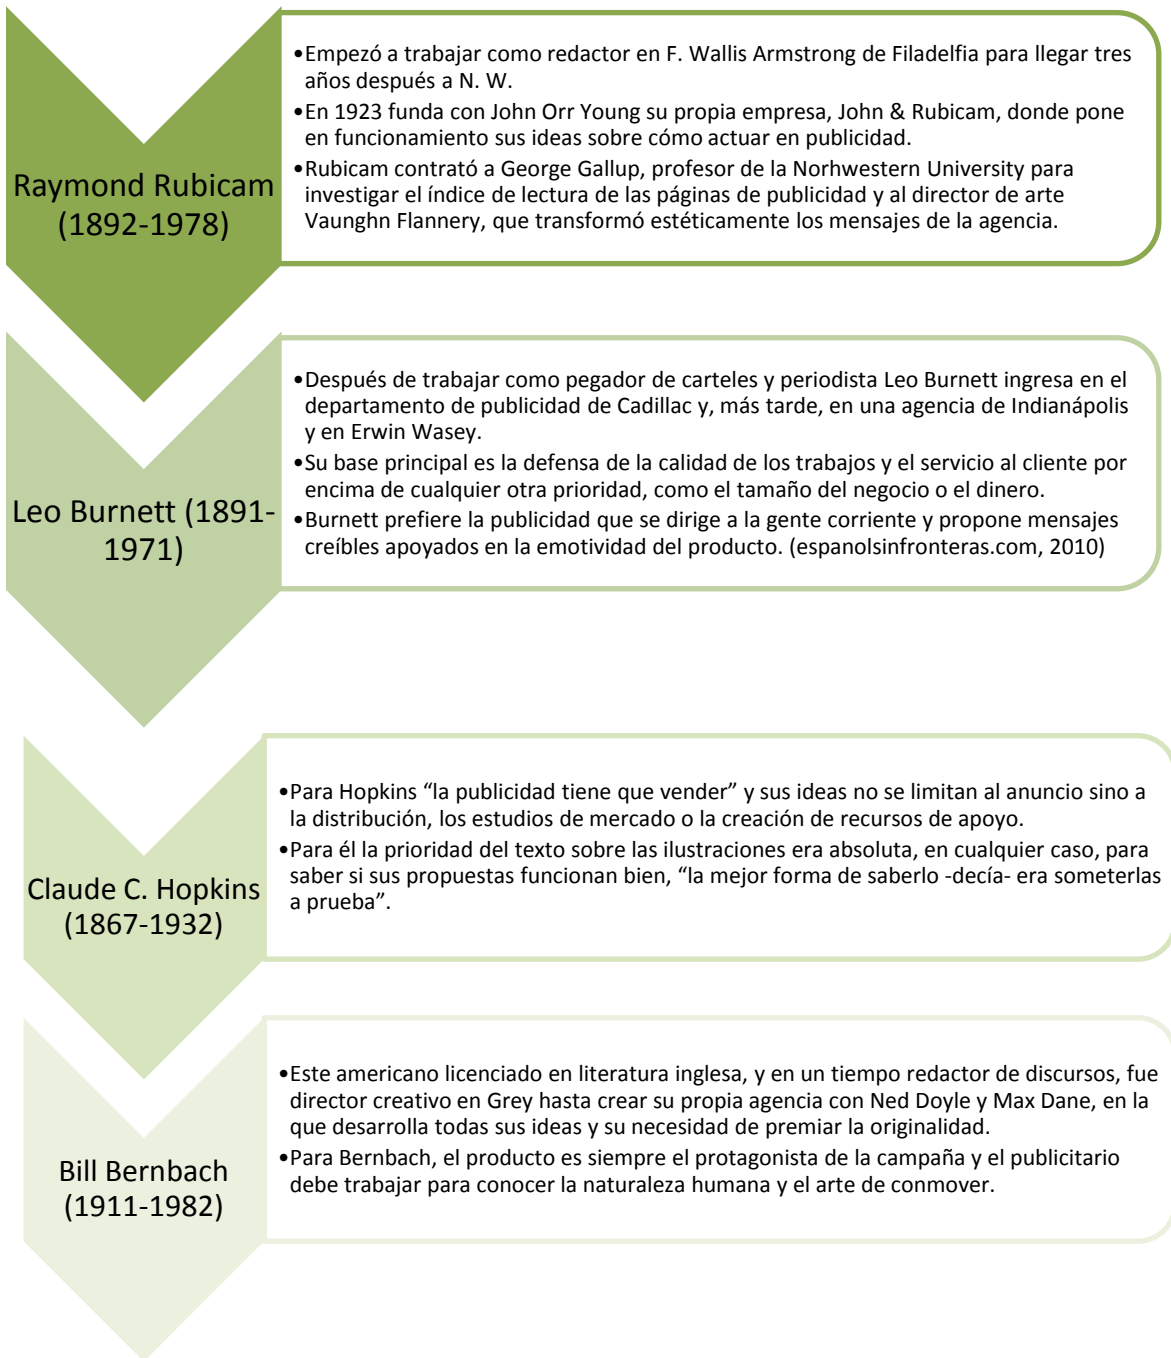 Raymond Rubicam
(1892-1978)
•Empezó a trabajar como redactor en F. Wallis Armstrong de Filadelfia para llegar tres
años después a N. W.
•En 1923 funda con John Orr Young su propia empresa, John & Rubicam, donde pone
en funcionamiento sus ideas sobre cómo actuar en publicidad.
•Rubicam contrató a George Gallup, profesor de la Norhwestern University para
investigar el índice de lectura de las páginas de publicidad y al director de arte
Vaunghn Flannery, que transformó estéticamente los mensajes de la agencia.
Leo Burnett (1891-
1971)
•Después de trabajar como pegador de carteles y periodista Leo Burnett ingresa en el
departamento de publicidad de Cadillac y, más tarde, en una agencia de Indianápolis
y en Erwin Wasey.
•Su base principal es la defensa de la calidad de los trabajos y el servicio al cliente por
encima de cualquier otra prioridad, como el tamaño del negocio o el dinero.
•Burnett prefiere la publicidad que se dirige a la gente corriente y propone mensajes
creíbles apoyados en la emotividad del producto. (espanolsinfronteras.com, 2010)
Claude C. Hopkins
(1867-1932)
•Para Hopkins “la publicidad tiene que vender” y sus ideas no se limitan al anuncio sino a
la distribución, los estudios de mercado o la creación de recursos de apoyo.
•Para él la prioridad del texto sobre las ilustraciones era absoluta, en cualquier caso, para
saber si sus propuestas funcionan bien, “la mejor forma de saberlo -decía- era someterlas
a prueba”.
Bill Bernbach
(1911-1982)
•Este americano licenciado en literatura inglesa, y en un tiempo redactor de discursos, fue
director creativo en Grey hasta crear su propia agencia con Ned Doyle y Max Dane, en la
que desarrolla todas sus ideas y su necesidad de premiar la originalidad.
•Para Bernbach, el producto es siempre el protagonista de la campaña y el publicitario
debe trabajar para conocer la naturaleza humana y el arte de conmover.